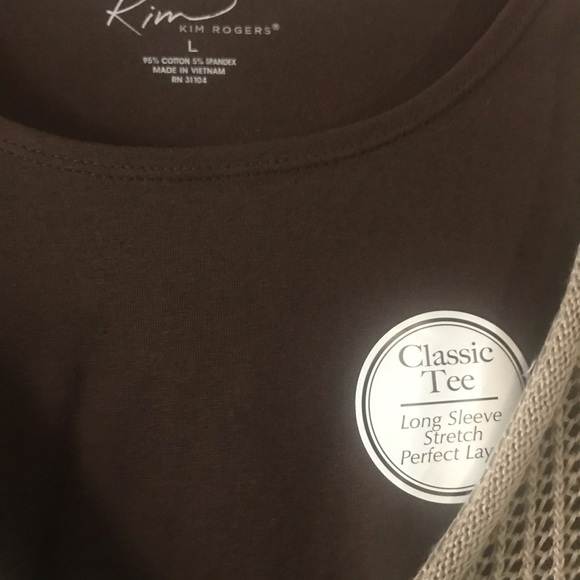 Kim
KIM ROGERS®
L
95% COTTON 5% SPANDEX
MADE IN VIETNAM
RN 31104
Classic
Tee
Long Sleeve
Stretch
Perfect Lay